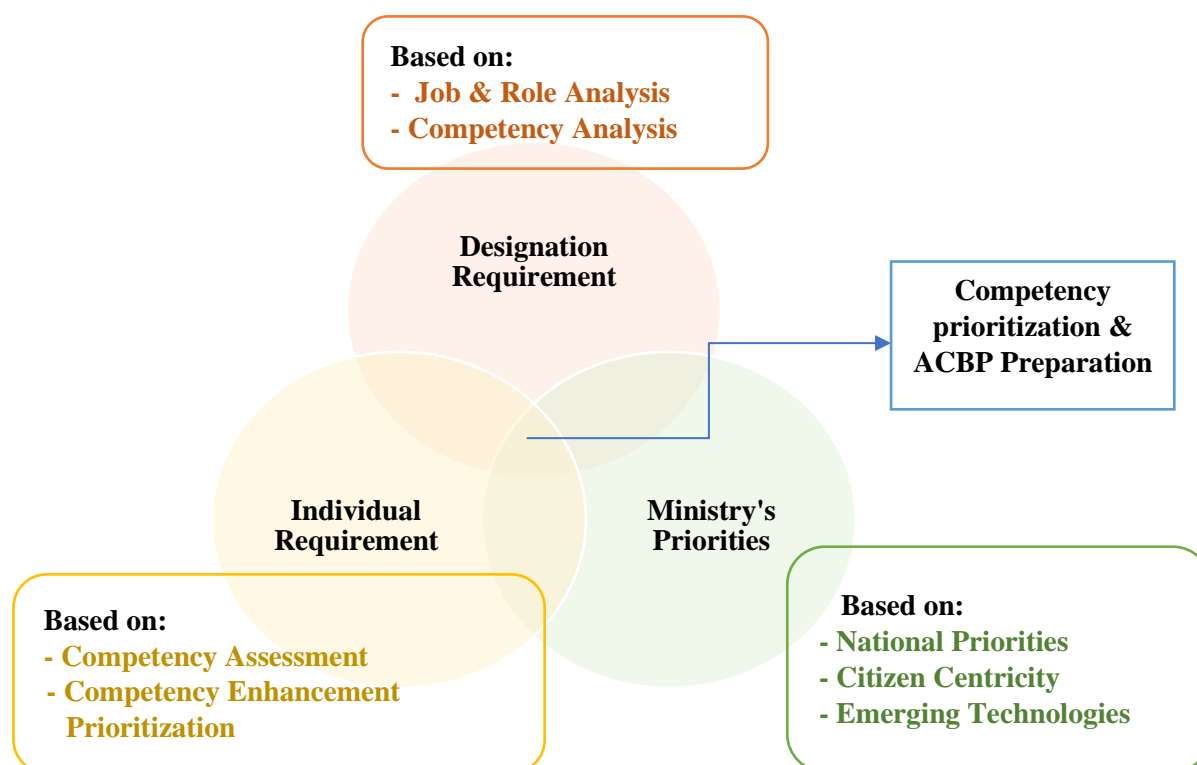 Based on:
- Job & Role Analysis
- Competency Analysis
Designation
Requirement
Competency
prioritization &
ACBP Preparation
Individual
Requirement
Ministry's
Priorities
Based on:
- Competency Assessment
- Competency Enhancement
Prioritization
Based on:
- National Priorities
- Citizen Centricity
- Emerging Technologies